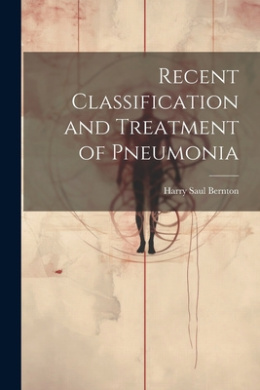 Recent
Classification
and Treatment
of Pneumonia
Harry Saul Bernton